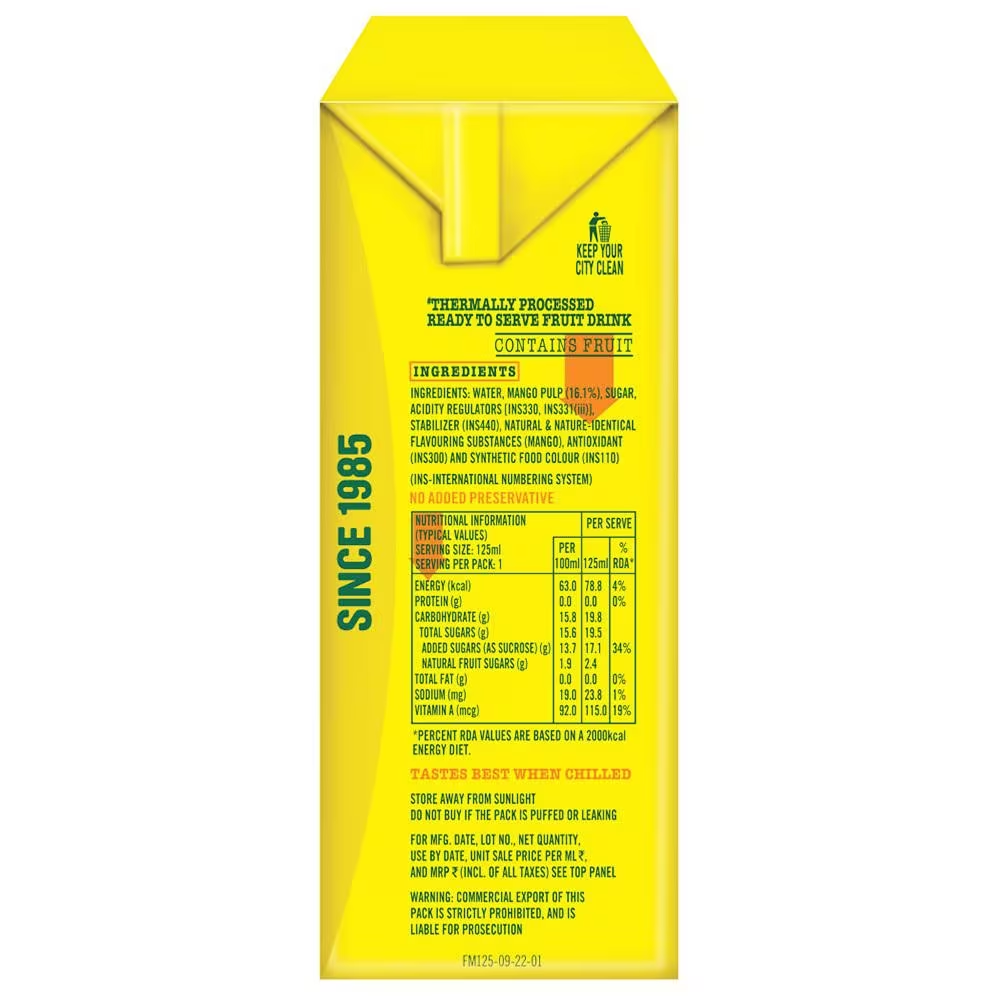 KEEP YOUR
CITY CLEAN
#THERMALLY PROCESSED
READY TO SERVE FRUIT DRINK
CONTAINS FRUIT
INGREDIENTS
INGREDIENTS: WATER, MANGO PULP (16.1%), SUGAR,
ACIDITY REGULATORS [INS330, INS331(iii)],
STABILIZER (INS440), NATURAL & NATURE-IDENTICAL
FLAVOURING SUBSTANCES (MANGO), ANTIOXIDANT
(INS300) AND SYNTHETIC FOOD COLOUR (INS110)
(INS-INTERNATIONAL NUMBERING SYSTEM)
NO ADDED PRESERVATIVE
SINCE 1985
NUTRITIONAL INFORMATION
(TYPICAL VALUES)
SERVING SIZE: 125ml
SERVING PER PACK: 1
PER SERVE
PER 100ml 125ml % RDA*
ENERGY (kcal) 63.0 78.8 4%
PROTEIN (g) 0.0 0.0 0%
CARBOHYDRATE (g) 15.8 19.8
TOTAL SUGARS (g) 15.6 19.5
ADDED SUGARS (AS SUCROSE) (g) 13.7 17.1 34%
NATURAL FRUIT SUGARS (g) 1.9 2.4
TOTAL FAT (g) 0.0 0.0 0%
SODIUM (mg) 19.0 23.8 1%
VITAMIN A (mcg) 92.0 115.0 19%
*PERCENT RDA VALUES ARE BASED ON A 2000kcal
ENERGY DIET.
TASTES BEST WHEN CHILLED
STORE AWAY FROM SUNLIGHT
DO NOT BUY IF THE PACK IS PUFFED OR LEAKING
FOR MFG. DATE, LOT NO., NET QUANTITY,
USE BY DATE, UNIT SALE PRICE PER ML ₹,
AND MRP ₹ (INCL. OF ALL TAXES) SEE TOP PANEL
WARNING: COMMERCIAL EXPORT OF THIS
PACK IS STRICTLY PROHIBITED, AND IS
LIABLE FOR PROSECUTION
FM125-09-22-01